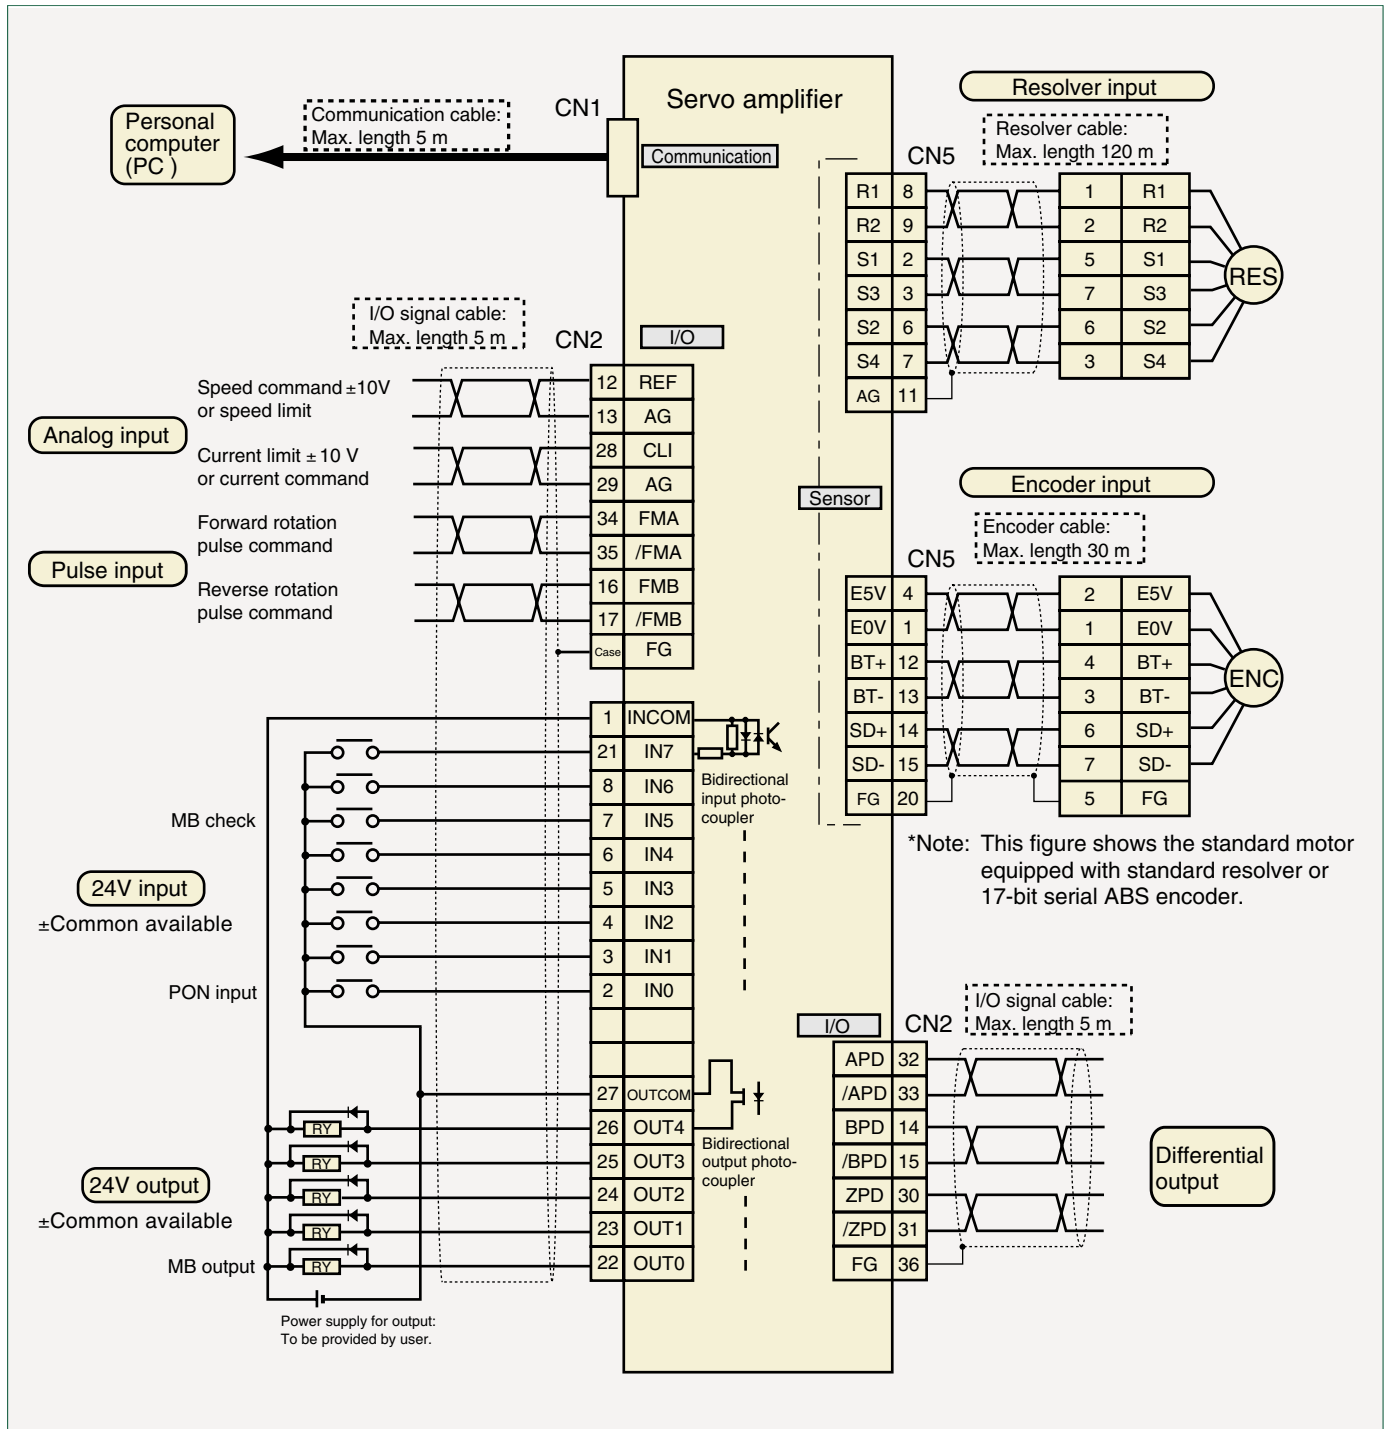 Servo amplifier
Personal
computer
(PC )
Communication cable:
Max. length 5 m
CN1
Communication
Resolver input
Resolver cable:
Max. length 120 m
CN5
R1 8 1 R1
R2 9 2 R2
S1 2 5 S1
S3 3 7 S3
S2 6 6 S2
S4 7 3 S4
AG 11
RES
I/O signal cable:
Max. length 5 m
CN2
I/O
Analog input
Speed command ±10V
or speed limit
Current limit ± 10 V
or current command
Pulse input
Forward rotation
pulse command
Reverse rotation
pulse command
12 REF
13 AG
28 CLI
29 AG
34 FMA
35 /FMA
16 FMB
17 /FMB
Case FG
Sensor
Encoder input
Encoder cable:
Max. length 30 m
CN5
E5V 4 2 E5V
E0V 1 1 E0V
BT+ 12 4 BT+
BT- 13 3 BT-
SD+ 14 6 SD+
SD- 15 7 SD-
FG 20 5 FG
ENC
*Note: This figure shows the standard motor
equipped with standard resolver or
17-bit serial ABS encoder.
1 INCOM
21 IN7
8 IN6
7 IN5
6 IN4
5 IN3
4 IN2
3 IN1
2 IN0
Bidirectional
input photo-
coupler
MB check
24V input
±Common available
PON input
27 OUTCOM
26 OUT4
25 OUT3
24 OUT2
23 OUT1
22 OUT0
Bidirectional
output photo-
coupler
RY
RY
RY
RY
RY
24V output
±Common available
MB output
Power supply for output:
To be provided by user.
I/O
CN2
I/O signal cable:
Max. length 5 m
APD 32
/APD 33
BPD 14
/BPD 15
ZPD 30
/ZPD 31
FG 36
Differential
output